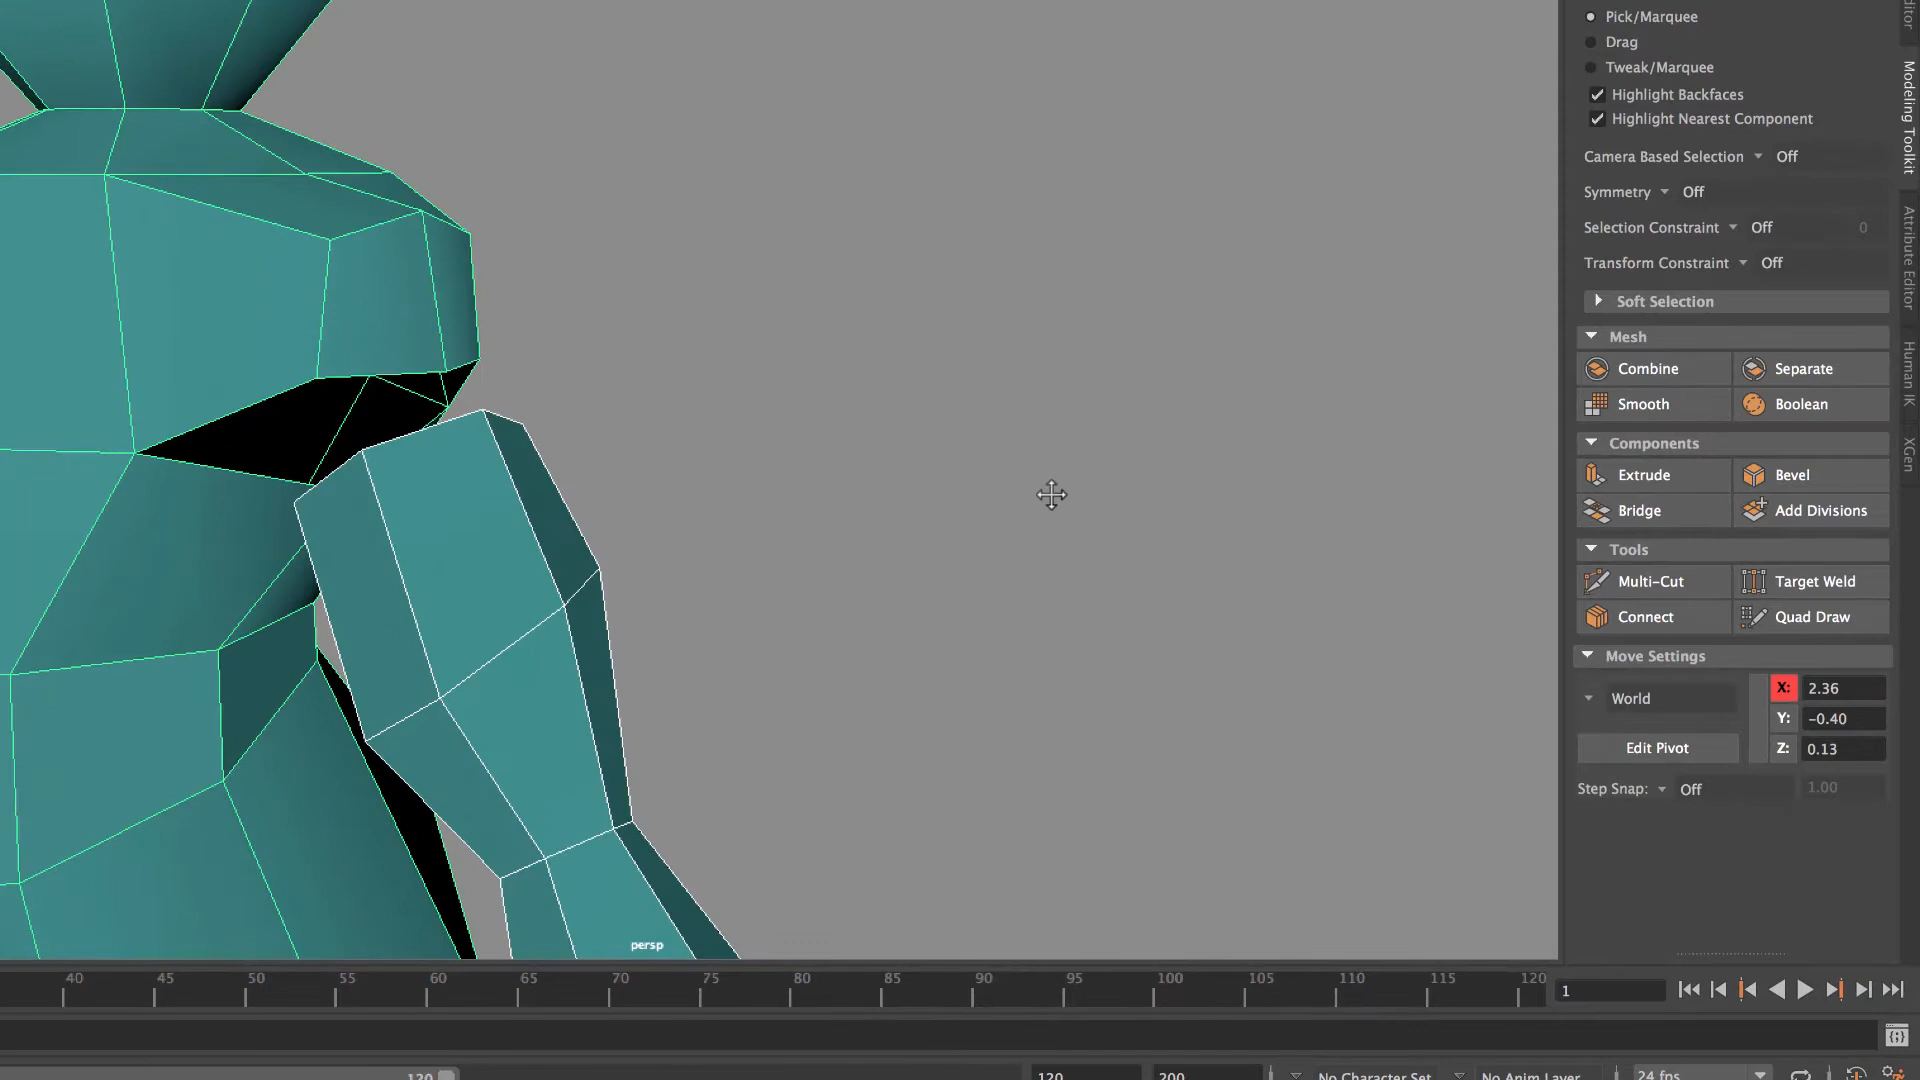 Pick/Marquee
Drag
Tweak/Marquee
Highlight Backfaces
Highlight Nearest Component
Camera Based Selection Off
Symmetry Off
Selection Constraint Off 0
Transform Constraint Off
Soft Selection
Mesh
Combine Separate
Smooth Boolean
Components
Extrude Bevel
Bridge Add Divisions
Tools
Multi-Cut Target Weld
Connect Quad Draw
Move Settings
World
X: 2.36
Y: -0.40
Edit Pivot
Z: 0.13
Step Snap: Off 1.00
Modeling Toolkit
Attribute Editor
Human IK
XGen
persp
40 45 50 55 60 65 70 75 80 85 90 95 100 105 110 115 120
1
120 120 200 No Character Set No Anim Layer 24 fps